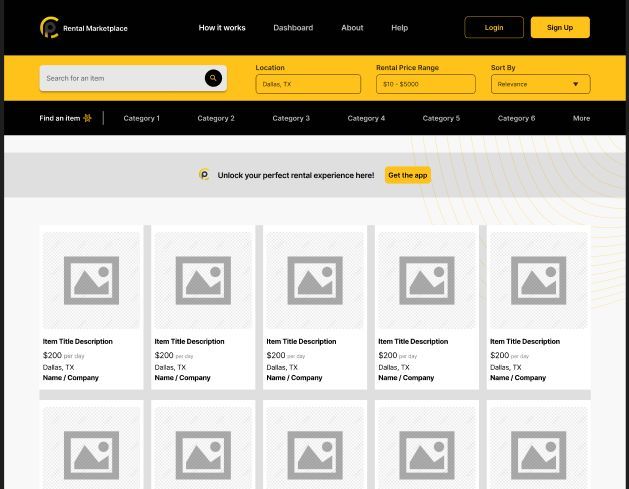 Rental Marketplace
How it works
Dashboard
About
Help
Login
Sign Up
Search for an item
Location
Dallas, TX
Rental Price Range
$10 - $5000
Sort By
Relevance
Find an item
Category 1
Category 2
Category 3
Category 4
Category 5
Category 6
More
Unlock your perfect rental experience here!
Get the app
Item Title Description
$200 per day
Dallas, TX
Name / Company
Item Title Description
$200 per day
Dallas, TX
Name / Company
Item Title Description
$200 per day
Dallas, TX
Name / Company
Item Title Description
$200 per day
Dallas, TX
Name / Company
Item Title Description
$200 per day
Dallas, TX
Name / Company